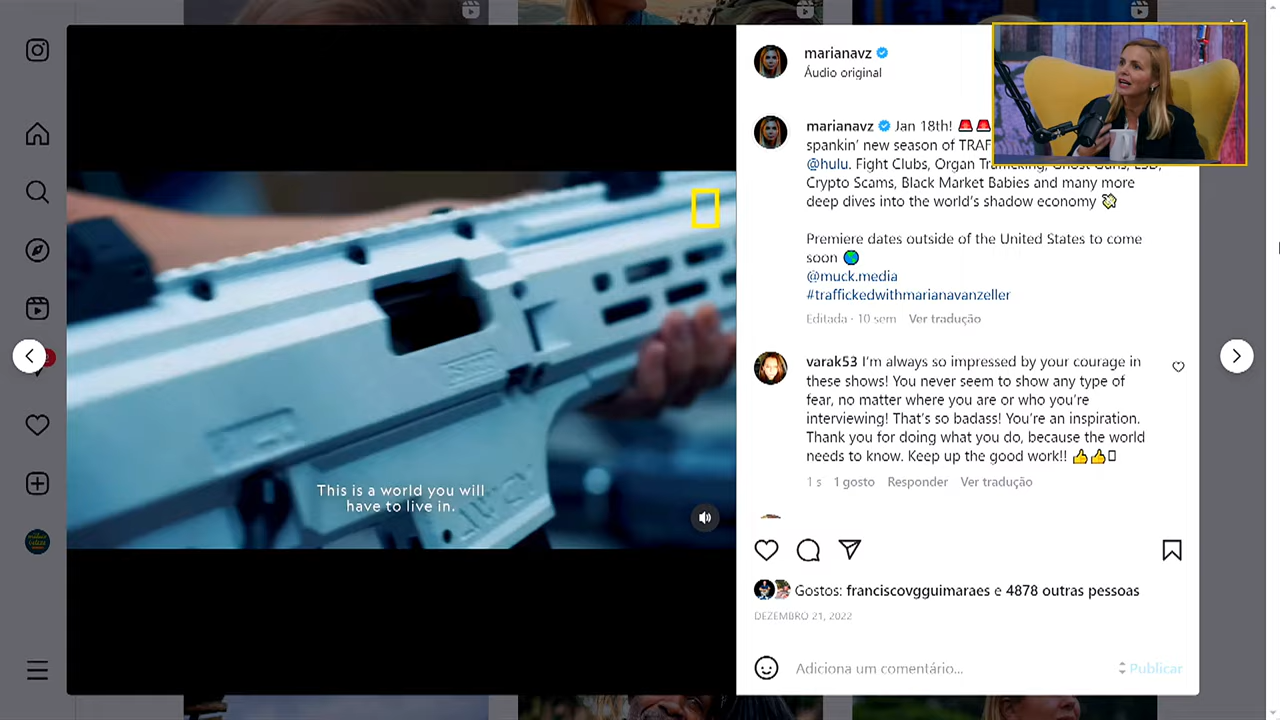 marianavz
Áudio original
marianavz Jan 18th! 🚨🚨
spankin' new season of TRAF
@hulu. Fight Clubs, Organ Trafficking, Ghost Guns, LSD,
Crypto Scams, Black Market Babies and many more
deep dives into the world's shadow economy 💸
Premiere dates outside of the United States to come
soon 🌎
@muck.media
#traffickedwithmarianavanzeller
Editada · 10 sem Ver tradução
varak53 I'm always so impressed by your courage in
these shows! You never seem to show any type of
fear, no matter where you are or who you're
interviewing! That's so badass! You're an inspiration.
Thank you for doing what you do, because the world
needs to know. Keep up the good work!! 👍👍
1 s 1 gosto Responder Ver tradução
This is a world you will
have to live in.
Gostos: franciscovgguimaraes e 4878 outras pessoas
DEZEMBRO 21, 2022
Adiciona um comentário... Publicar